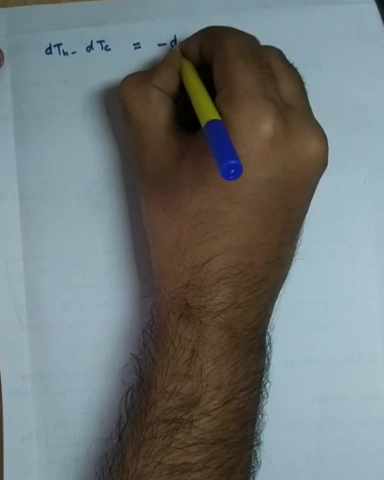 dTh - dTc = -d